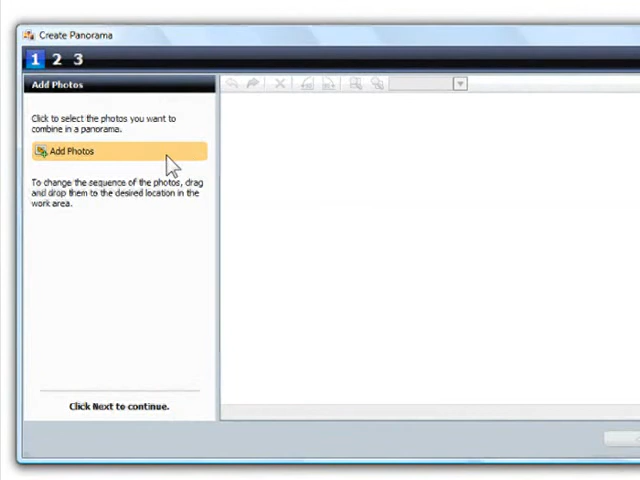 Create Panorama
1 2 3
Add Photos
Click to select the photos you want to
combine in a panorama.
Add Photos
To change the sequence of the photos, drag
and drop them to the desired location in the
work area.
Click Next to continue.